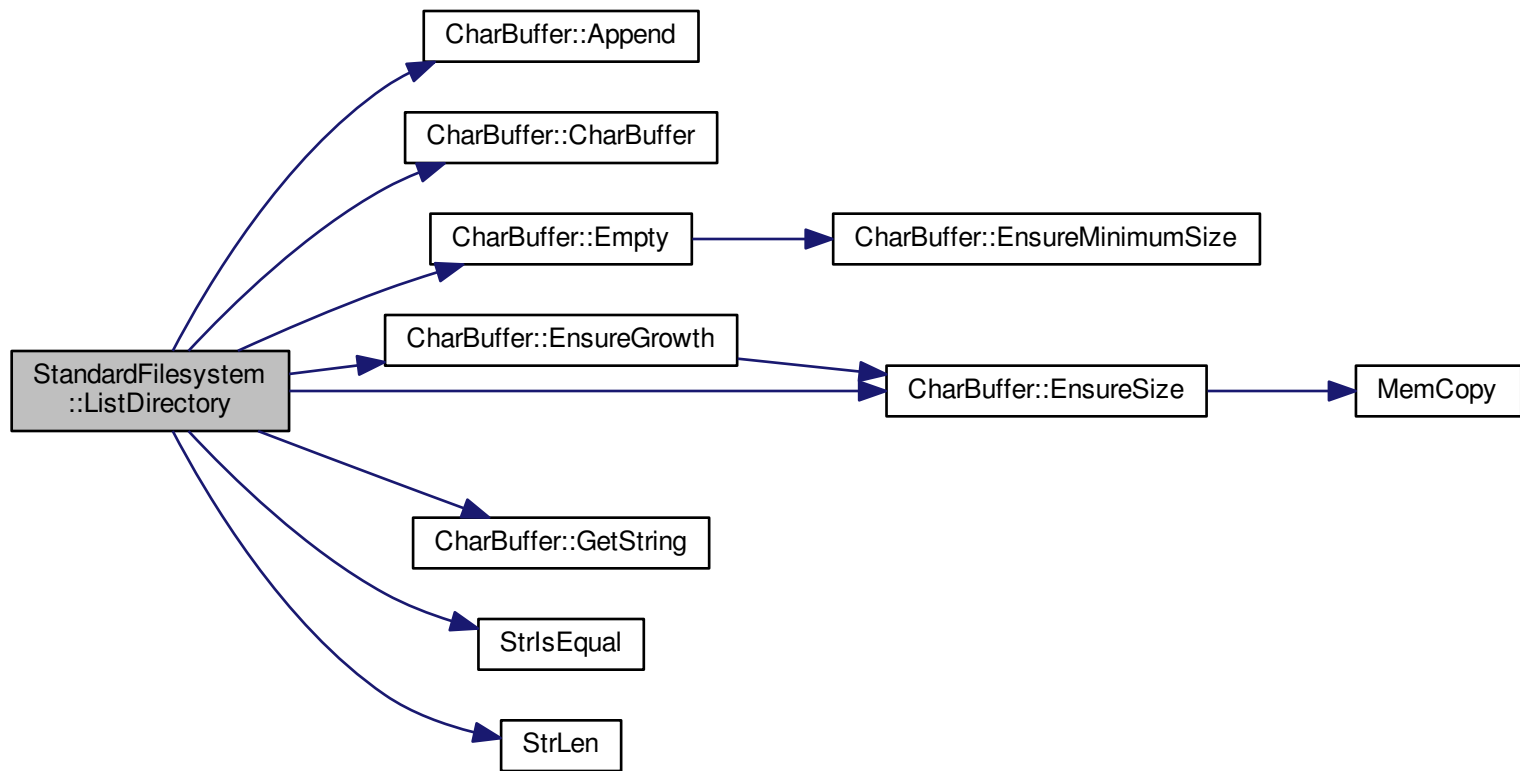 CharBuffer::Append
CharBuffer::CharBuffer
CharBuffer::Empty
CharBuffer::EnsureMinimumSize
CharBuffer::EnsureGrowth
StandardFilesystem
::ListDirectory
CharBuffer::EnsureSize
MemCopy
CharBuffer::GetString
StrIsEqual
StrLen